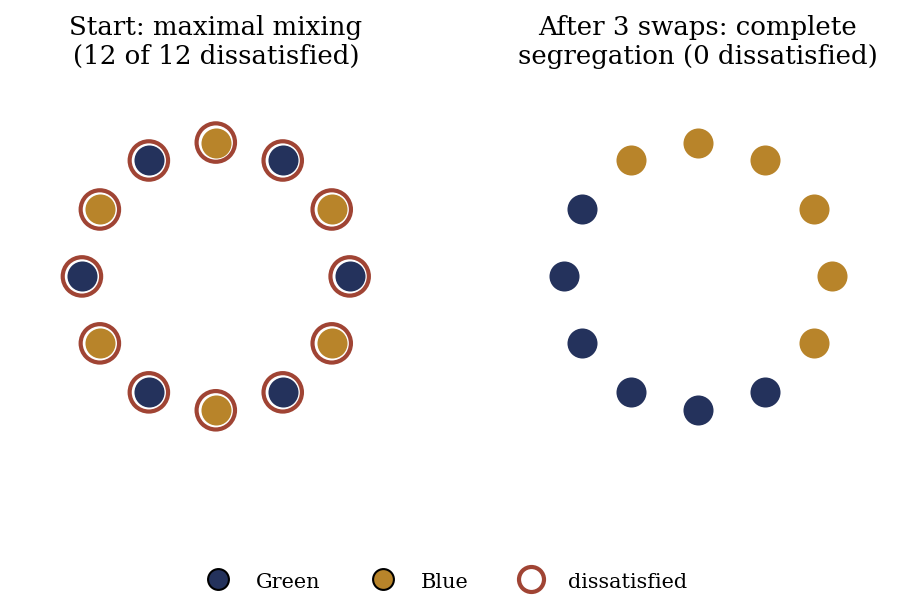 Start: maximal mixing
(12 of 12 dissatisfied)
After 3 swaps: complete
segregation (0 dissatisfied)
Green
Blue
dissatisfied